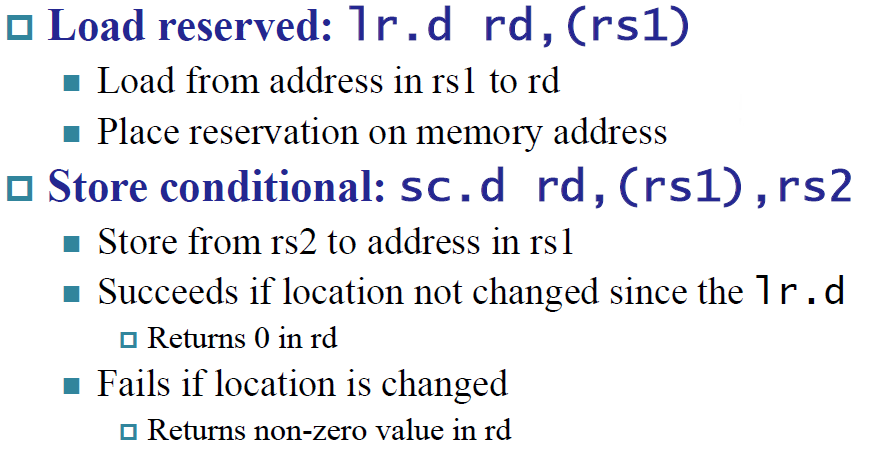 Load reserved: lr.d rd,(rs1)
Load from address in rs1 to rd
Place reservation on memory address
Store conditional: sc.d rd,(rs1),rs2
Store from rs2 to address in rs1
Succeeds if location not changed since the lr.d
Returns 0 in rd
Fails if location is changed
Returns non-zero value in rd